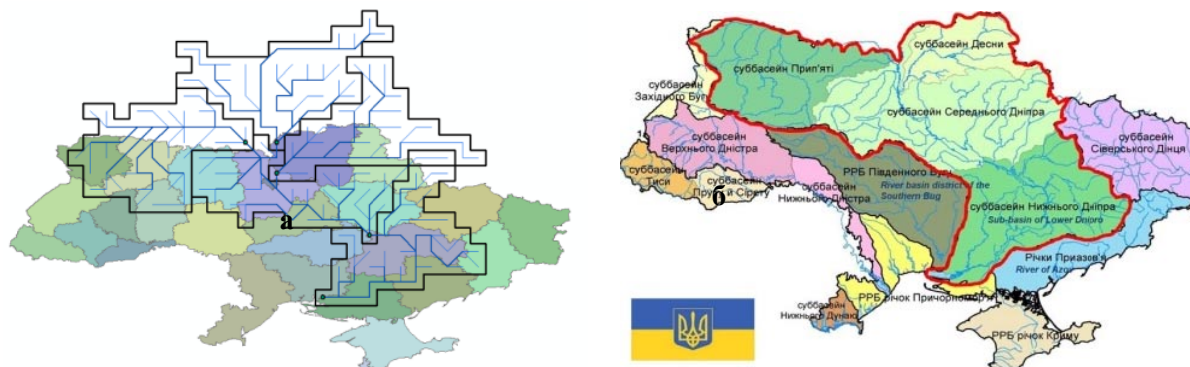 а
суббасейн Десни
суббасейн Прип'яті
суббасейн
Західного Бугу
суббасейн Середнього Дніпра
суббасейн
Сіверського Дінця
суббасейн
Верхнього Дністра
РРБ Південного Бугу
River basin district of the
Southern Bug
суббасейн
Тиси
суббасейн
Пруту й Сірету
б
суббасейн
Нижнього Дністра
суббасейн Нижнього Дніпра
Sub-basin of Lower Dnipro
Річки Приазов'я
River of Azov
РРБ річок Причорномор'я
суббасейн
Нижнього Дунаю
РРБ річок Криму